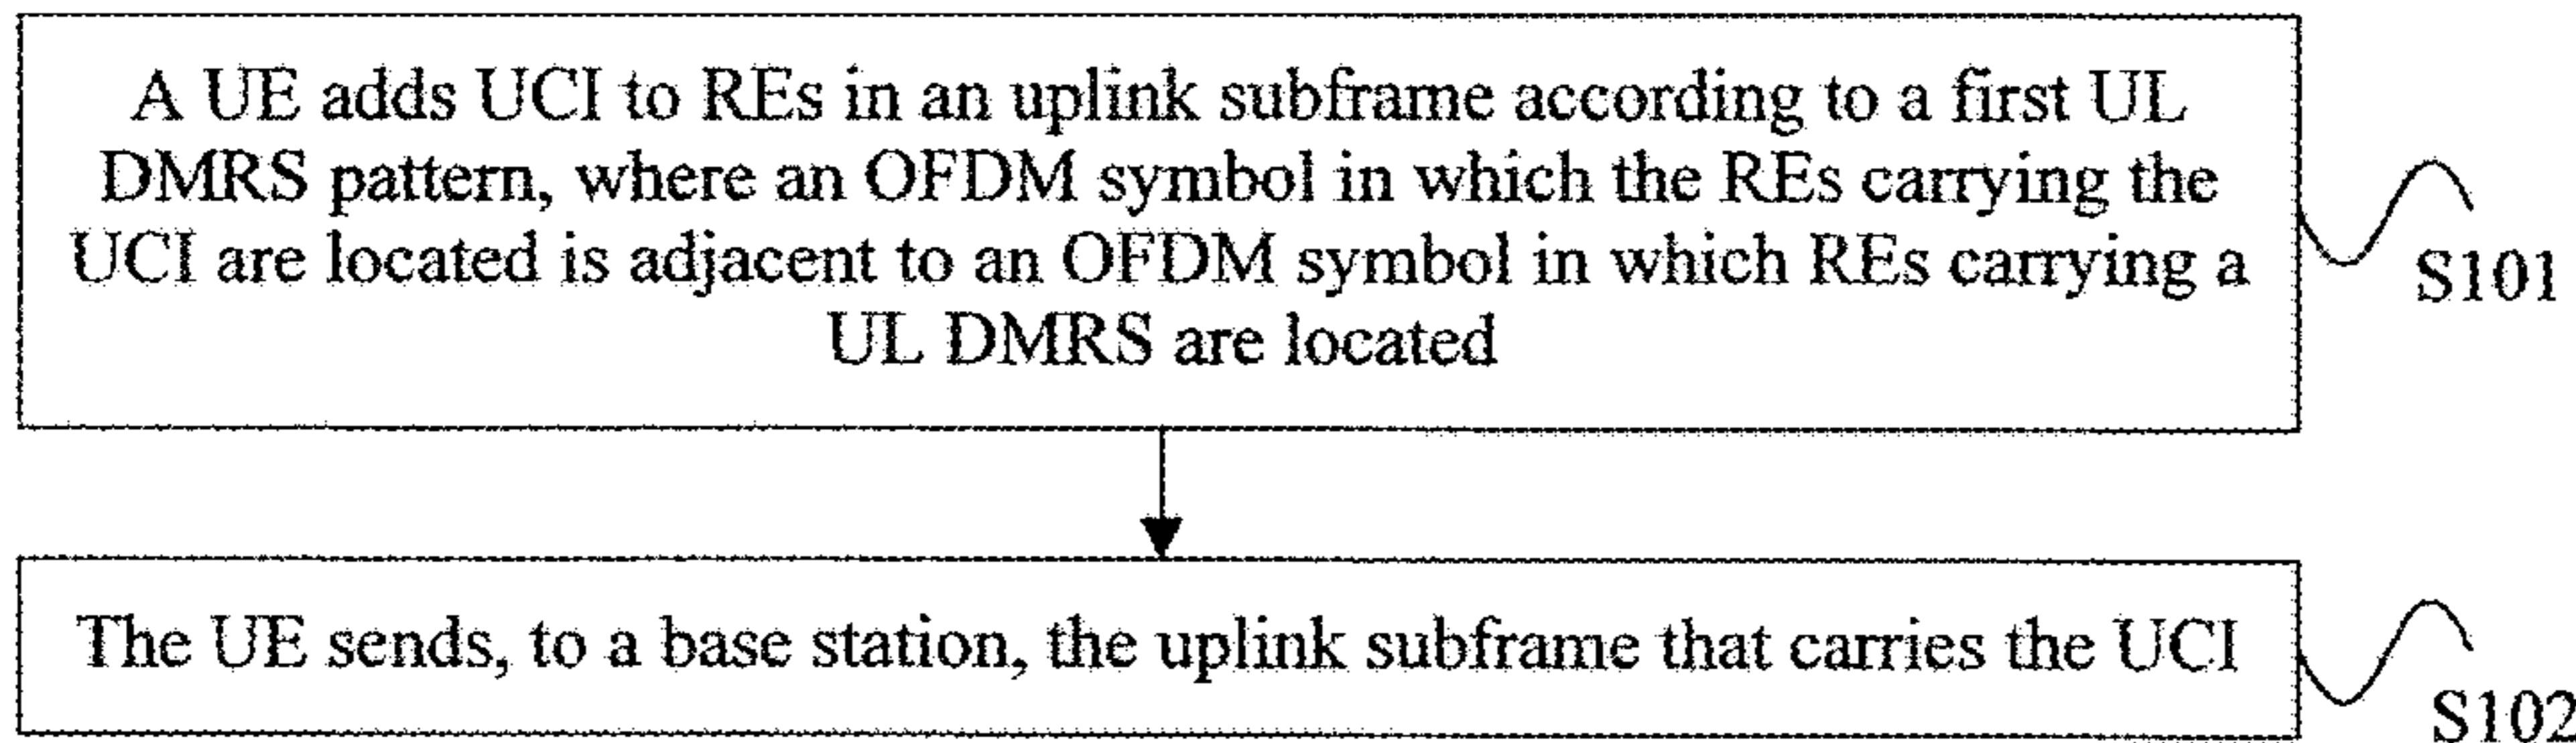 A UE adds UCI to REs in an uplink subframe according to a first UL
DMRS pattern, where an OFDM symbol in which the REs carrying the
UCI are located is adjacent to an OFDM symbol in which REs carrying a
UL DMRS are located
S101
The UE sends, to a base station, the uplink subframe that carries the UCI
S102